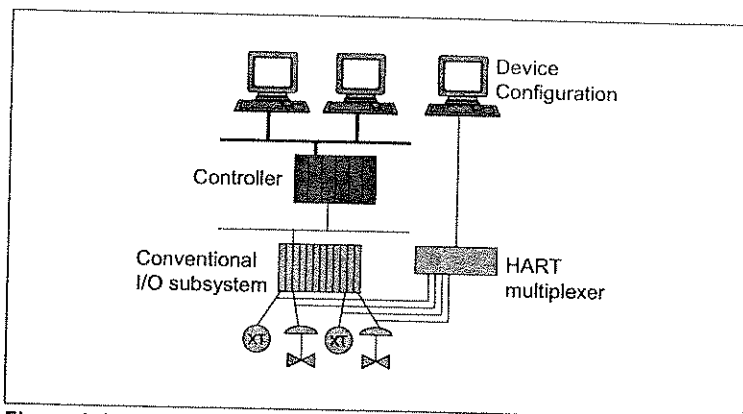 Device
Configuration
Controller
Conventional
I/O subsystem
HART
multiplexer
XT
XT